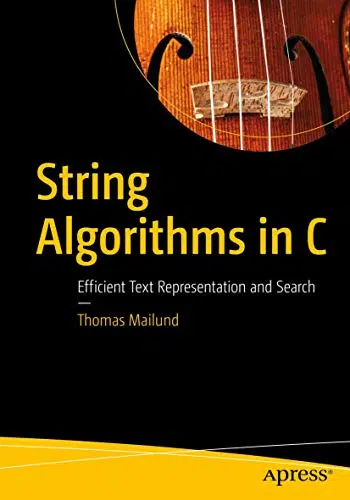 String
Algorithms in C
Efficient Text Representation and Search
—
Thomas Mailund
Apress®